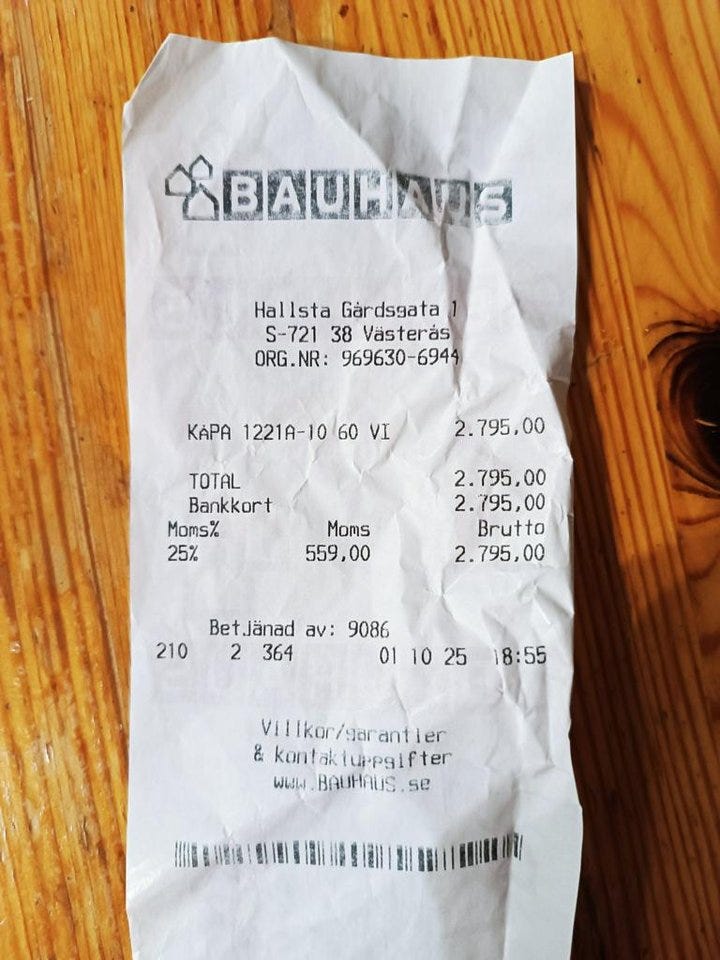 BAUHAUS
Hallsta Gårdsgata 1
S-721 38 Västerås
ORG.NR: 969630-6944
KÅPA 1221A-10 60 VI 2.795,00
TOTAL 2.795,00
Bankkort 2.795,00
Moms% Moms Brutto
25% 559,00 2.795,00
Betjänad av: 9086
210 2 364 01 10 25 18:55
Villkor/garantier
& kontaktuppgifter
www.BAUHAUS.se